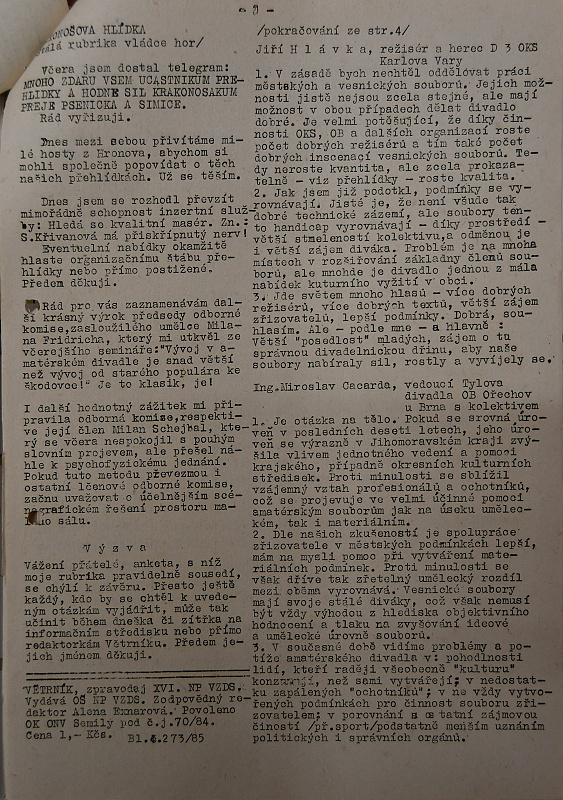 - 9 -
KONOŠOVA HLÍDKA
stálá rubrika vládce hor/
Včera jsem dostal telegram:
MNOHO ZDARU VŠEM ÚČASTNÍKUM PŘE-
HLÍDKY A HODNĚ SIL KRAKONOŠAKUM
PŘEJE PŠENIČKA A ŠIMICE.
Rád vyřizuji.
Dnes mezi sebou přivítáme mi-
lé hosty z Hronova, abychom si
mohli společně popovídat o těch
našich přehlídkách. Už se těším.
Dnes jsem se rozhodl převzít
mimořádně schopnost inzertní služ-
by: Hledá se kvalitní masér. Zn.:
S.Křivanová má přiskřípnutý nerv!
Eventuelní nabídky okamžitě
hlaste organizačnímu štábu pře-
hlídky nebo přímo postižené.
Předem děkuji.
Rád pro vás zaznamenávám dal-
ší krásný výrok předsedy odborné
komise,zasloužilého umělce Mila-
na Fridricha, který mi utkvěl ze
včerejšího semináře:"Vývoj v a-
matérském divadle je snad větší
než vývoj od starého populára ke
škodovce!" Je to klasik, je!
I další hodnotný zážitek mi při-
pravila odborná komise,respekti-
ve její člen Milan Schejbal, kte-
rý se včera nespokojil s pouhým
slovním projevem, ale přešel ná-
hle k psychofyzickému jednání.
Pokud tuto metodu převezmou i
ostatní členové odborné komise,
začnu uvažovat o účelnějším scé-
nografickém řešení prostoru ma-
lého sálu.
V ý z v a
Vážení přátelé, anketa, s níž
moje rubrika pravidelně sousedí,
se chýlí k závěru. Přesto ještě
každý, kdo by se chtěl k uvede-
ným otázkám vyjádřit, může tak
učinit během dneška či zítřka na
informačním středisku nebo přímo
redaktorkám Větrníku. Předem je-
jich jménem děkuji.
VĚTRNÍK, zpravodaj XVI. NP VZDS.
Vydává OŠ NP VZDS. Zodpovědný re-
daktor Alena Exnarová. Povoleno
OK ONV Semily pod č.j.70/84.
Cena 1,- Kčs. Bl.č.273/85
/pokračování ze str.4/
Jiří H l á v k a, režisér a herec D 3 OKS
Karlovy Vary
1. V zásadě bych nechtěl oddělovat práci
městských a vesnických souborů. Jejich mož-
nosti jistě nejsou zcela stejné, ale mají
možnost v obou případech dělat divadlo
dobré. Je velmi potěšující, že díky čin-
nosti OKS, OB a dalších organizací roste
počet dobrých režisérů a tím také počet
dobrých inscenací vesnických souborů. Te-
dy neroste kvantita, ale zcela prokaza-
telně - viz přehlídky - roste kvalita.
2. Jak jsem již podotkl, podmínky se vy-
rovnávají. Jisté je, že není všude tak
dobré technické zázemí, ale soubory ten-
to handicap vyrovnávají - díky prostředí -
větší stmeleností kolektivu, a odměnou je
i větší zájem diváka. Problém je na mnoha
místech v rozšiřování základny členů sou-
borů, ale mnohde je divadlo jednou z mála
nabídek kuturního vyžití v obci.
3. Jde světem mnoho hlasů - více dobrých
režisérů, více dobrých textů, větší zájem
zřizovatelů, lepší podmínky. Dobrá, sou-
hlasím. Ale - podle mne - a hlavně :
Větší "posedlost" mladých, zájem o tu
správnou divadelnickou dřinu, aby naše
soubory nabíraly sil, rostly a vyvíjely se.
Ing.Miroslav Cacarda, vedoucí Tylova
divadla OB Ořechov
u Brna s kolektivem
1. Je otázka na tělo. Pokud se srovná úro-
veň v posledních deseti letech, jeho úro-
veň se výrazně v Jihomoravském kraji zvý-
šila vlivem jednotného vedení a pomocí
krajského, případně okresních kulturních
středisek. Proti minulosti se sblížil
vzájemný vztah profesionálů a ochotníků,
což se projevuje ve velmi účinné pomoci
amatérským souborům jak na úseku umělec-
kém, tak i materiálním.
2. Dle našich zkušeností je spolupráce
zřizovatele v městských podmínkách lepší,
mám na mysli pomoc při vytváření mate-
riálních podmínek. Proti minulosti se
však dříve tak zřetelný umělecký rozdíl
mezi oběma vyrovnává. Vesnické soubory
mají svoje stálé diváky, což však nemusí
být vždy výhodou z hlediska objektivního
hodnocení a tlaku na zvyšování ideové
a umělecké úrovně souborů.
3. V současné době vidíme problémy a po-
tíže amatérského divadla v: pohodlnosti
lidí, kteří raději všeobecně "kulturu"
konzumují, než sami vytvářejí; v nedostat-
ku zapálených "ochotníků"; v ne vždy vytvo-
řených podmínkách pro činnost souboru zři-
zovatelem; v porovnání s ostatní zájmovou
činností /př.sport/podstatně menším uznáním
politických i správních orgánů.